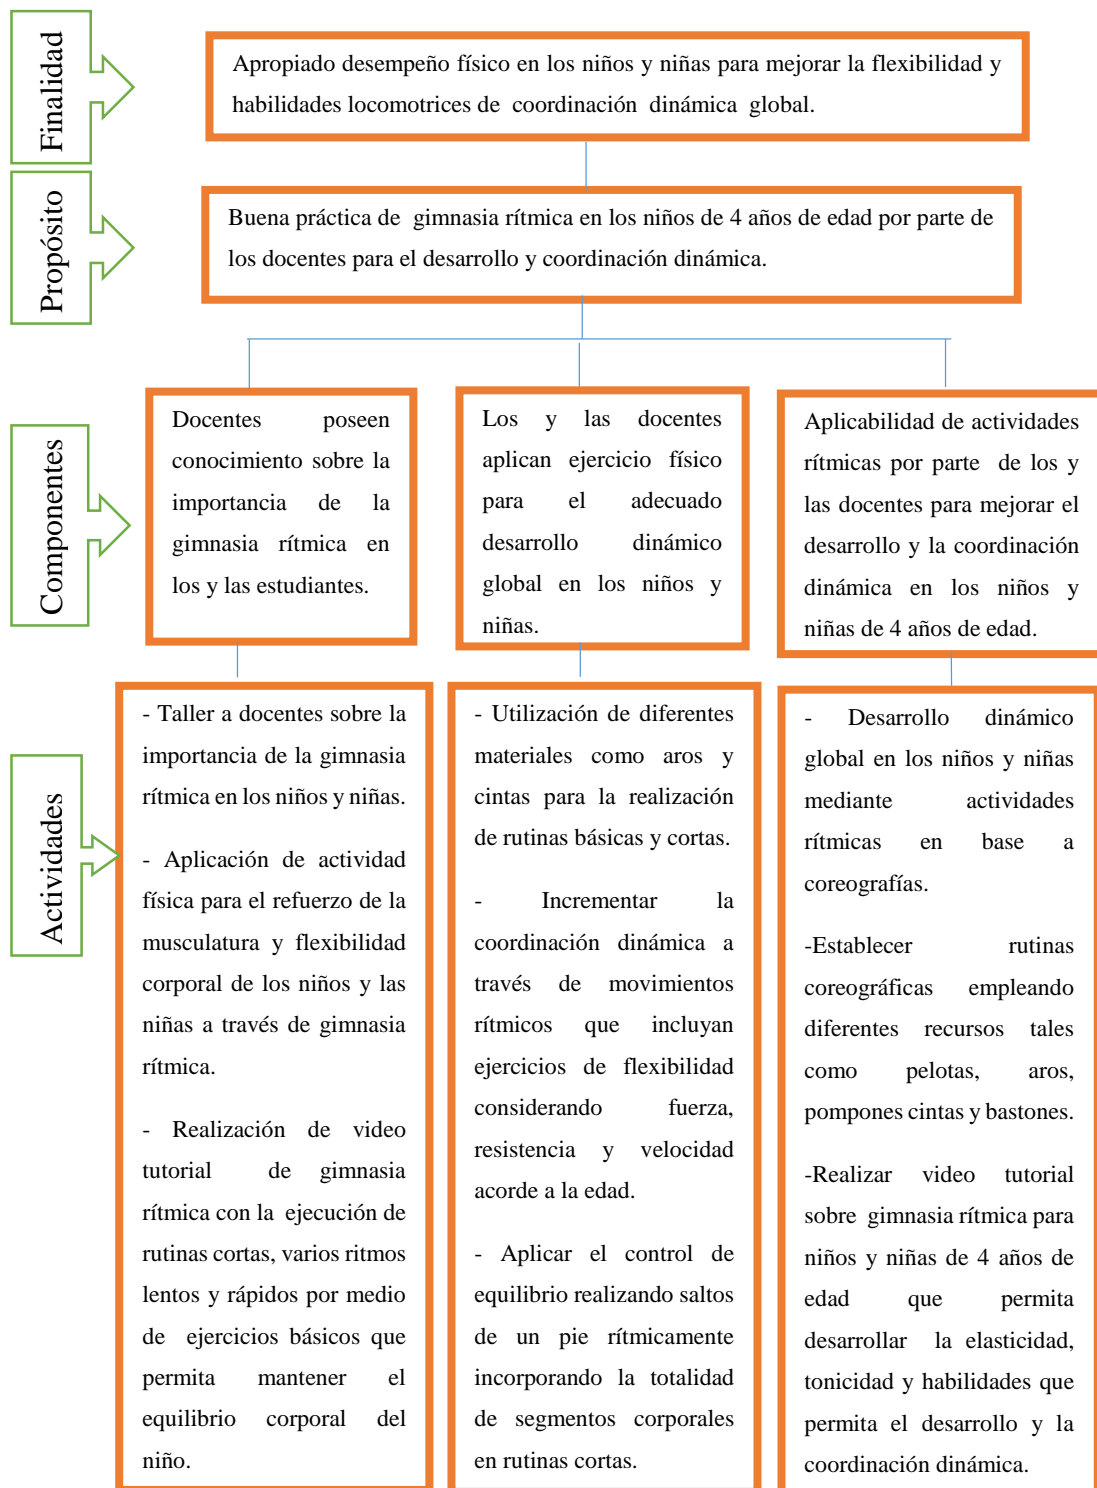 Finalidad
Apropiado desempeño físico en los niños y niñas para mejorar la flexibilidad y
habilidades locomotrices de coordinación dinámica global.
Propósito
Buena práctica de gimnasia rítmica en los niños de 4 años de edad por parte de
los docentes para el desarrollo y coordinación dinámica.
Componentes
Docentes poseen
conocimiento sobre la
importancia de la
gimnasia rítmica en
los y las estudiantes.
Los y las docentes
aplican ejercicio físico
para el adecuado
desarrollo dinámico
global en los niños y
niñas.
Aplicabilidad de actividades
rítmicas por parte de los y
las docentes para mejorar el
desarrollo y la coordinación
dinámica en los niños y
niñas de 4 años de edad.
Actividades
- Taller a docentes sobre la
importancia de la gimnasia
rítmica en los niños y niñas.
- Aplicación de actividad
física para el refuerzo de la
musculatura y flexibilidad
corporal de los niños y las
niñas a través de gimnasia
rítmica.
- Realización de video
tutorial de gimnasia
rítmica con la ejecución de
rutinas cortas, varios ritmos
lentos y rápidos por medio
de ejercicios básicos que
permita mantener el
equilibrio corporal del
niño.
- Utilización de diferentes
materiales como aros y
cintas para la realización
de rutinas básicas y cortas.
- Incrementar la
coordinación dinámica a
través de movimientos
rítmicos que incluyan
ejercicios de flexibilidad
considerando fuerza,
resistencia y velocidad
acorde a la edad.
- Aplicar el control de
equilibrio realizando saltos
de un pie rítmicamente
incorporando la totalidad
de segmentos corporales
en rutinas cortas.
- Desarrollo dinámico
global en los niños y niñas
mediante actividades
rítmicas en base a
coreografías.
-Establecer rutinas
coreográficas empleando
diferentes recursos tales
como pelotas, aros,
pompones cintas y bastones.
-Realizar video tutorial
sobre gimnasia rítmica para
niños y niñas de 4 años de
edad que permita
desarrollar la elasticidad,
tonicidad y habilidades que
permita el desarrollo y la
coordinación dinámica.